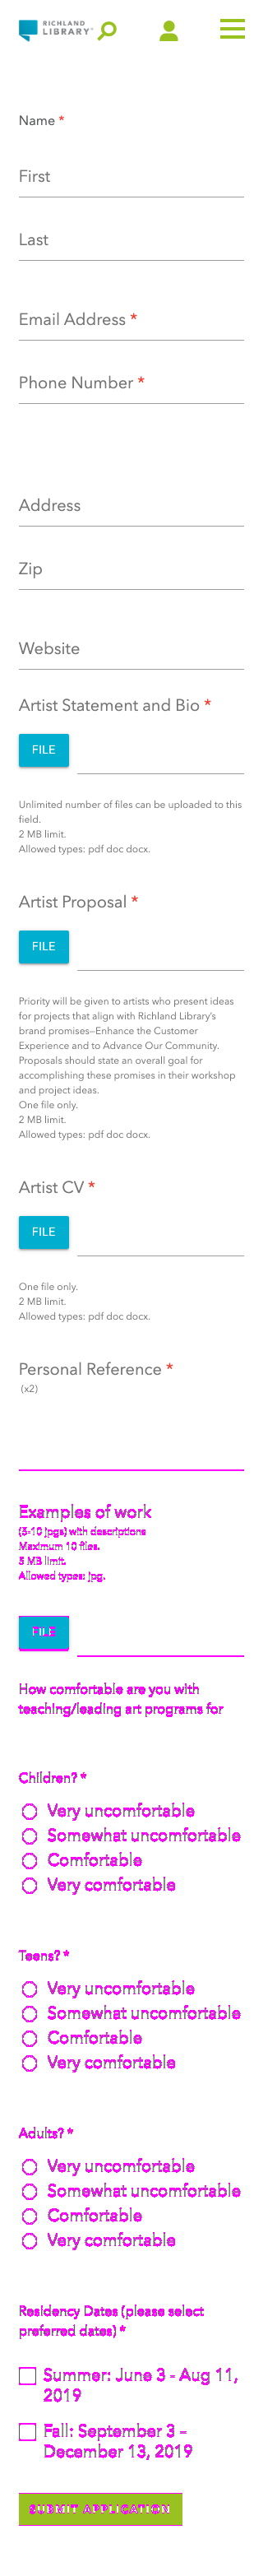 RICHLAND
LIBRARY
Name *
First
Last
Email Address *
Phone Number *
Address
Zip
Website
Artist Statement and Bio *
FILE
Unlimited number of files can be uploaded to this
field.
2 MB limit.
Allowed types: pdf doc docx.
Artist Proposal *
FILE
Priority will be given to artists who present ideas
for projects that align with Richland Library's
brand promises—Enhance the Customer
Experience and to Advance Our Community.
Proposals should state an overall goal for
accomplishing these promises in their workshop
and project ideas.
One file only.
2 MB limit.
Allowed types: pdf doc docx.
Artist CV *
FILE
One file only.
2 MB limit.
Allowed types: pdf doc docx.
Personal Reference *
(x2)
Examples of work
(5-10 jpgs) with descriptions
Maximum 10 files.
5 MB limit.
Allowed types: jpg.
FILE
How comfortable are you with
teaching/leading art programs for
Children? *
Very uncomfortable
Somewhat uncomfortable
Comfortable
Very comfortable
Teens? *
Very uncomfortable
Somewhat uncomfortable
Comfortable
Very comfortable
Adults? *
Very uncomfortable
Somewhat uncomfortable
Comfortable
Very comfortable
Residency Dates (please select
preferred dates) *
Summer: June 3 - Aug 11,
2019
Fall: September 3 –
December 13, 2019
SUBMIT APPLICATION